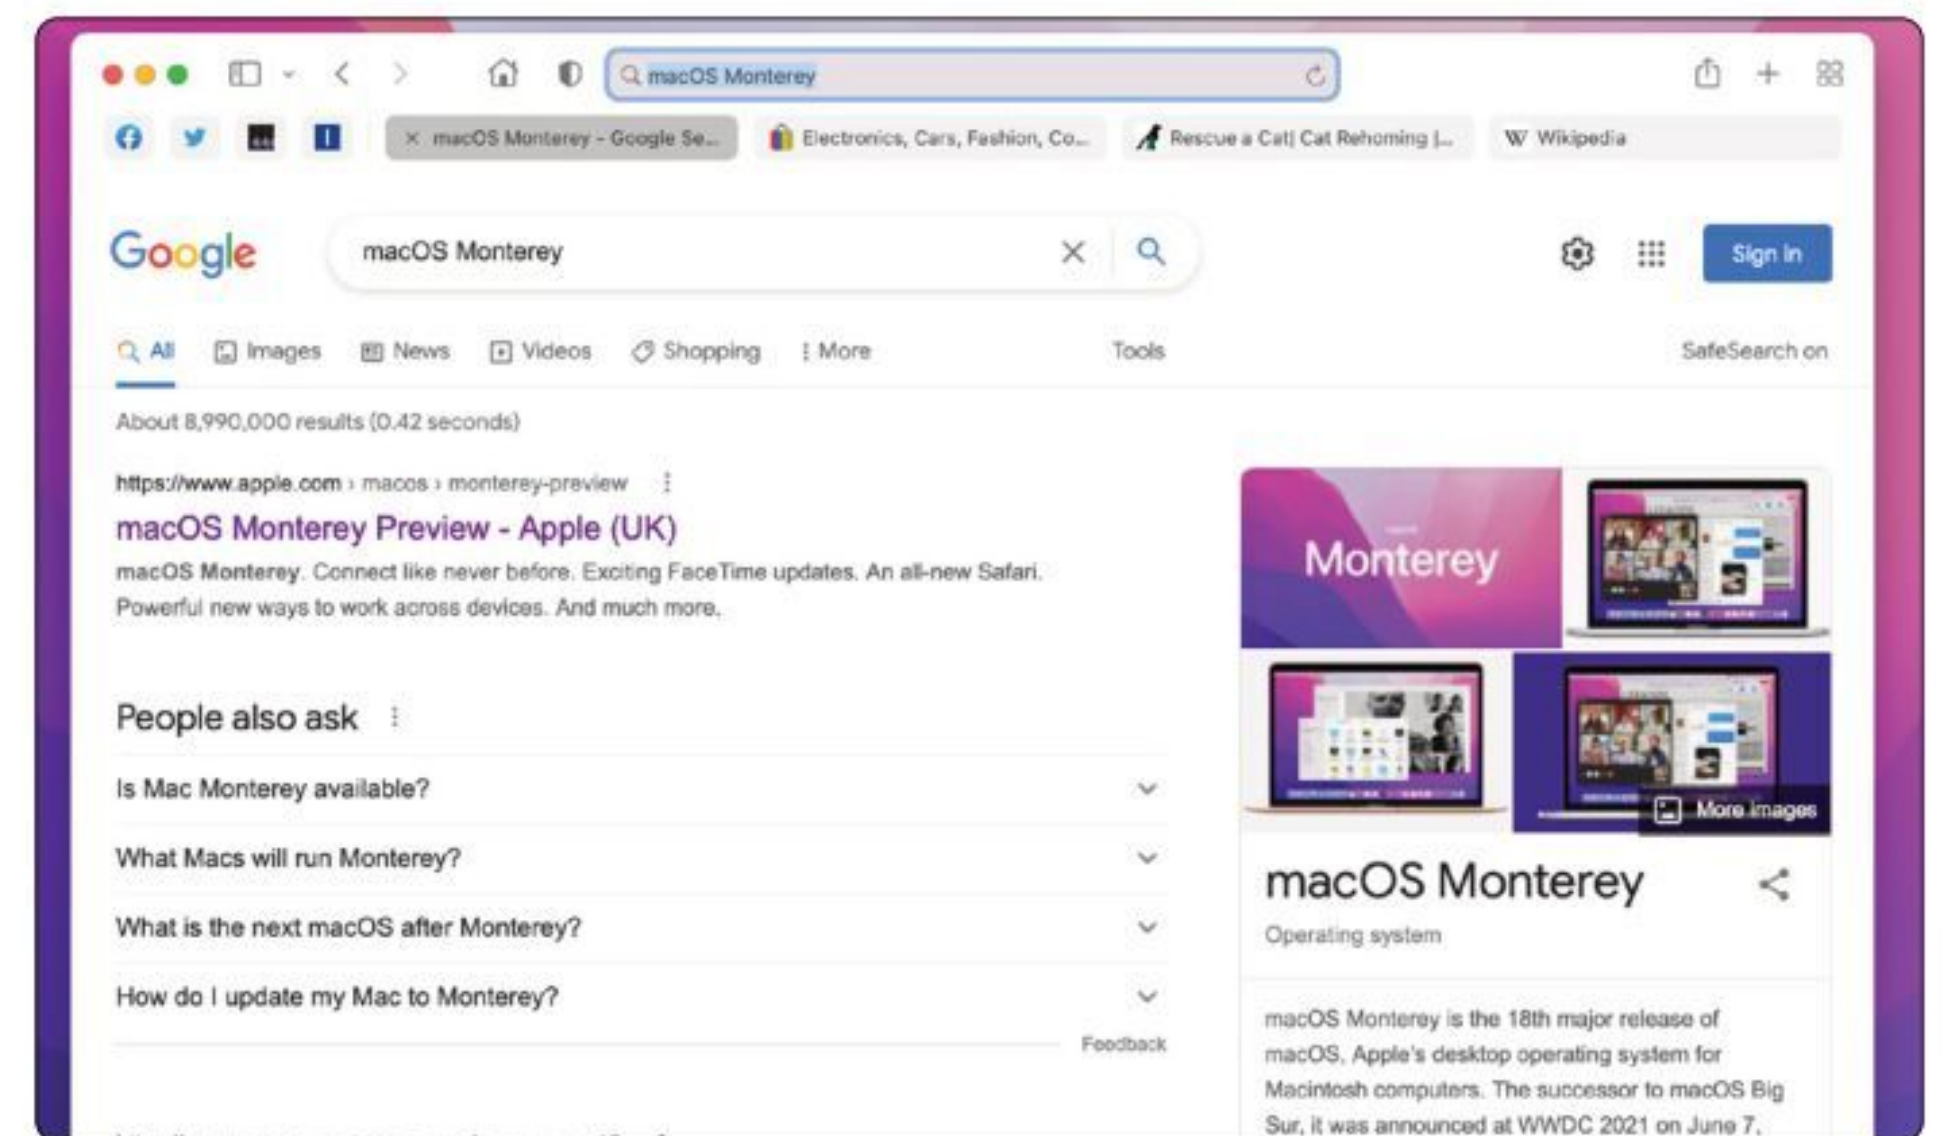 macOS Monterey
macOS Monterey - Google Se...
Electronics, Cars, Fashion, Co...
Rescue a Cat| Cat Rehoming |...
W Wikipedia
Google
macOS Monterey
Sign in
All
Images
News
Videos
Shopping
More
Tools
SafeSearch on
About 8,990,000 results (0.42 seconds)
https://www.apple.com › macos › monterey-preview
macOS Monterey Preview - Apple (UK)
macOS Monterey. Connect like never before. Exciting FaceTime updates. An all-new Safari.
Powerful new ways to work across devices. And much more.
People also ask
Is Mac Monterey available?
What Macs will run Monterey?
What is the next macOS after Monterey?
How do I update my Mac to Monterey?
Feedback
Monterey
More images
macOS Monterey
Operating system
macOS Monterey is the 18th major release of
macOS, Apple's desktop operating system for
Macintosh computers. The successor to macOS Big
Sur, it was announced at WWDC 2021 on June 7,